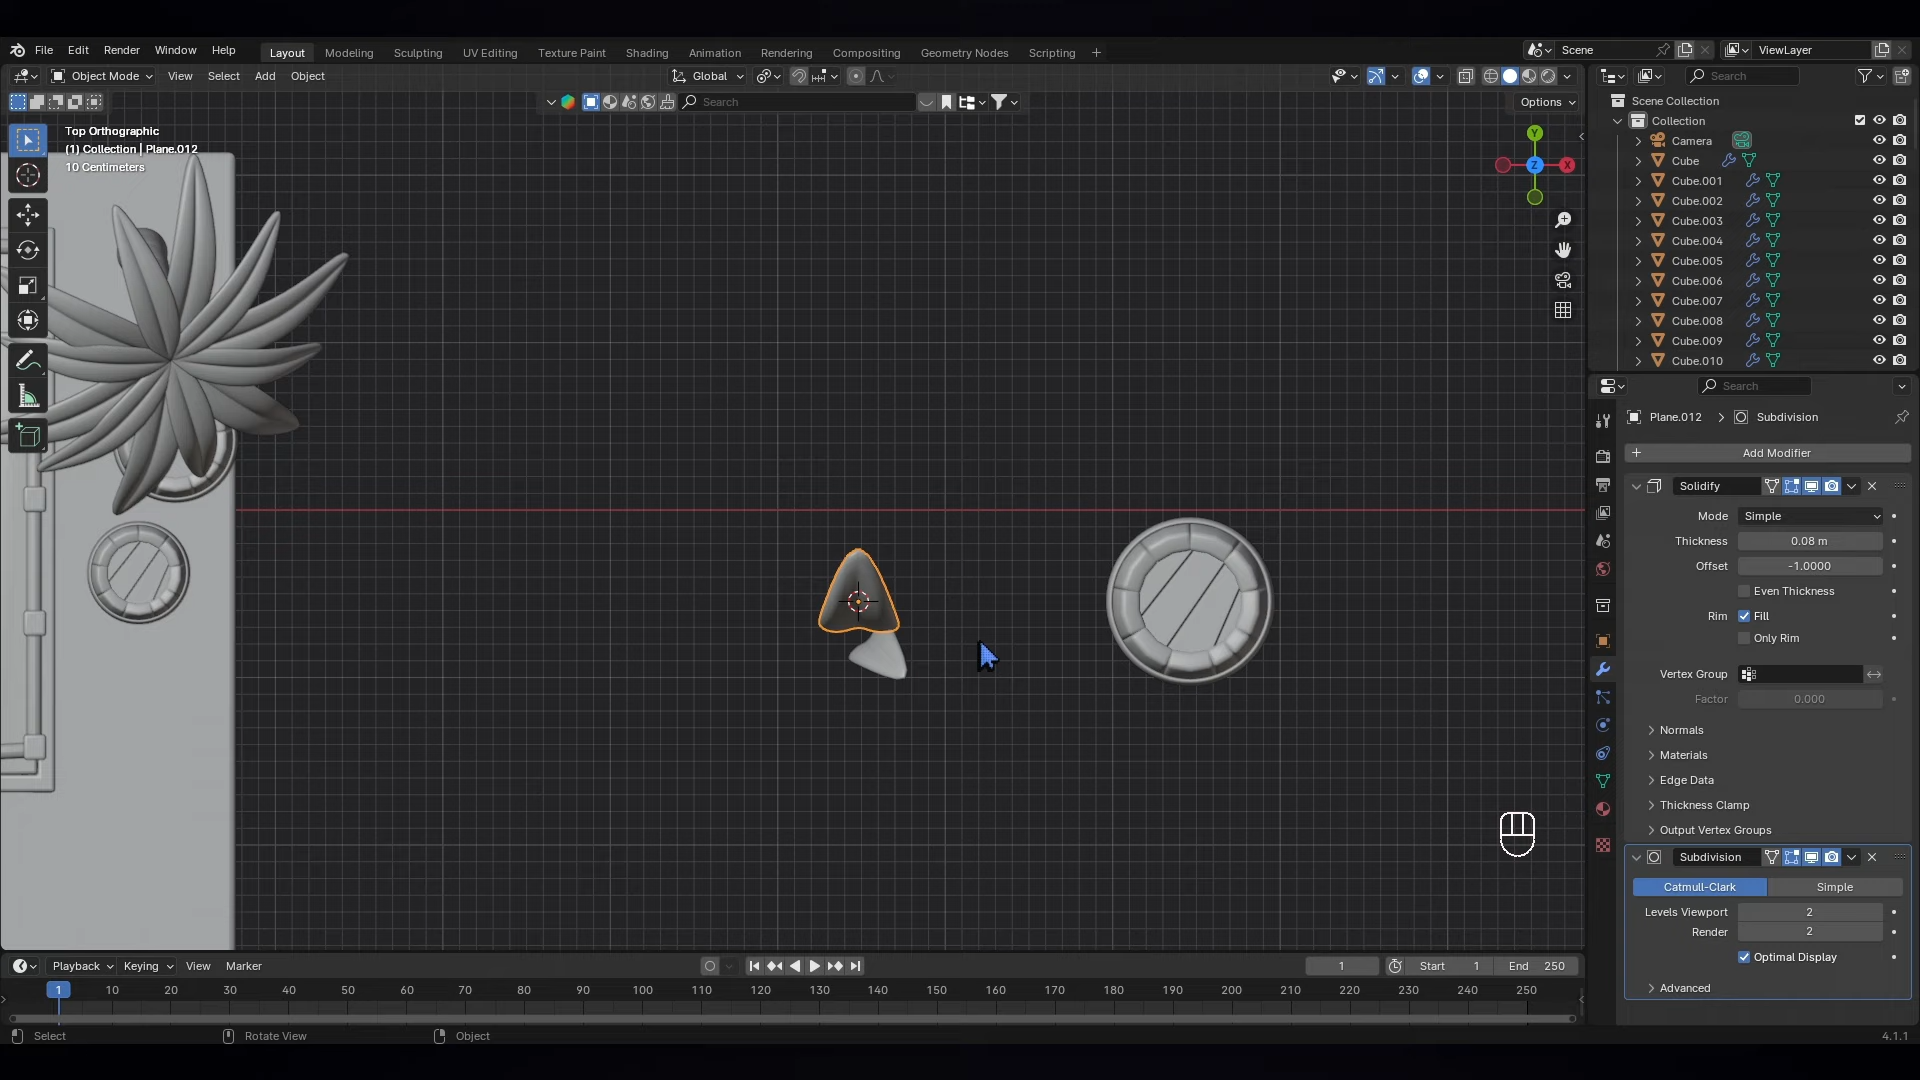 File Edit Render Window Help Layout Modeling Sculpting UV Editing Texture Paint Shading Animation Rendering Compositing Geometry Nodes Scripting + Scene ViewLayer
Object Mode View Select Add Object Global Search
Search Options
Top Orthographic
(1) Collection | Plane.012
10 Centimeters
Y
Z X
Scene Collection
Collection
Camera
Cube
Cube.001
Cube.002
Cube.003
Cube.004
Cube.005
Cube.006
Cube.007
Cube.008
Cube.009
Cube.010
Search
Plane.012 > Subdivision
+ Add Modifier
Solidify
Mode Simple
Thickness 0.08 m
Offset -1.0000
Even Thickness
Rim Fill
Only Rim
Vertex Group
Factor 0.000
Normals
Materials
Edge Data
Thickness Clamp
Output Vertex Groups
Subdivision
Catmull-Clark Simple
Levels Viewport 2
Render 2
Optimal Display
Advanced
Playback Keying View Marker 1 Start 1 End 250
1 10 20 30 40 50 60 70 80 90 100 110 120 130 140 150 160 170 180 190 200 210 220 230 240 250
Select Rotate View Object 4.1.1